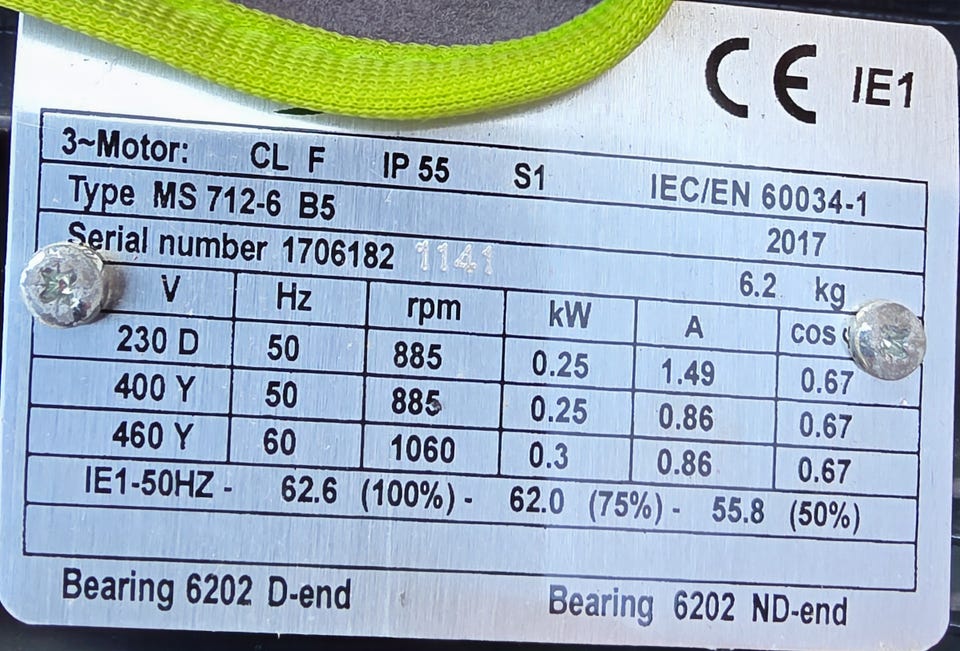 CE IE1
3~Motor: CL F IP 55 S1 IEC/EN 60034-1
Type MS 712-6 B5 2017
Serial number 1706182 1141 6.2 kg
V Hz rpm kW A cos
230 D 50 885 0.25 1.49 0.67
400 Y 50 885 0.25 0.86 0.67
460 Y 60 1060 0.3 0.86 0.67
IE1-50HZ - 62.6 (100%) - 62.0 (75%) - 55.8 (50%)
Bearing 6202 D-end Bearing 6202 ND-end